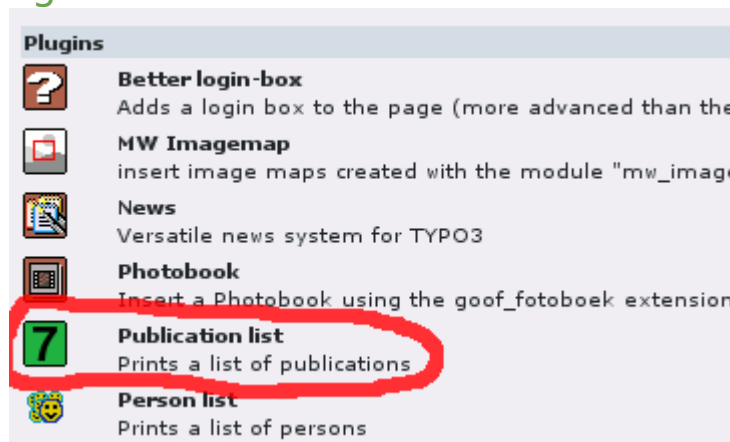 Plugins
Better login-box
Adds a login box to the page (more advanced than the
MW Imagemap
insert image maps created with the module "mw_image
News
Versatile news system for TYPO3
Photobook
Insert a Photobook using the goof_fotoboek extension
7
Publication list
Prints a list of publications
Person list
Prints a list of persons